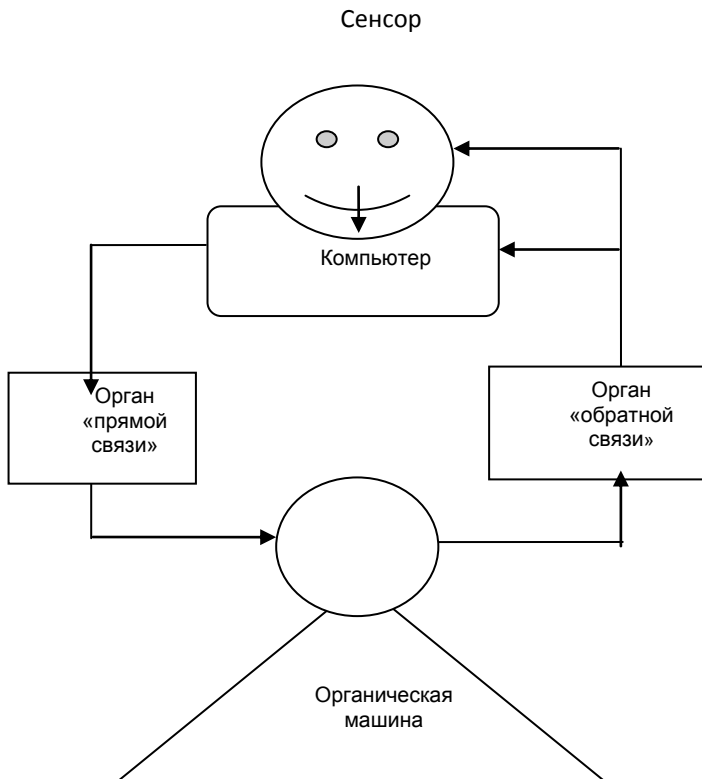 Сенсор
Компьютер
Орган
«прямой
связи»
Орган
«обратной
связи»
Органическая
машина